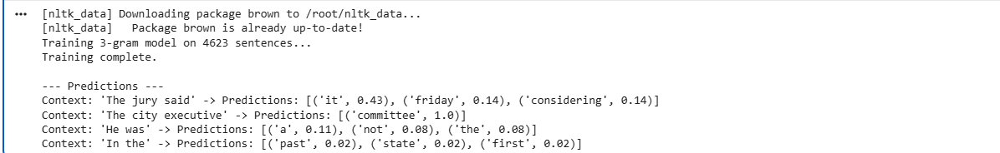 [nltk_data] Downloading package brown to /root/nltk_data...
[nltk_data]   Package brown is already up-to-date!
Training 3-gram model on 4623 sentences...
Training complete.

--- Predictions ---
Context: 'The jury said' -> Predictions: [('it', 0.43), ('friday', 0.14), ('considering', 0.14)]
Context: 'The city executive' -> Predictions: [('committee', 1.0)]
Context: 'He was' -> Predictions: [('a', 0.11), ('not', 0.08), ('the', 0.08)]
Context: 'In the' -> Predictions: [('past', 0.02), ('state', 0.02), ('first', 0.02)]